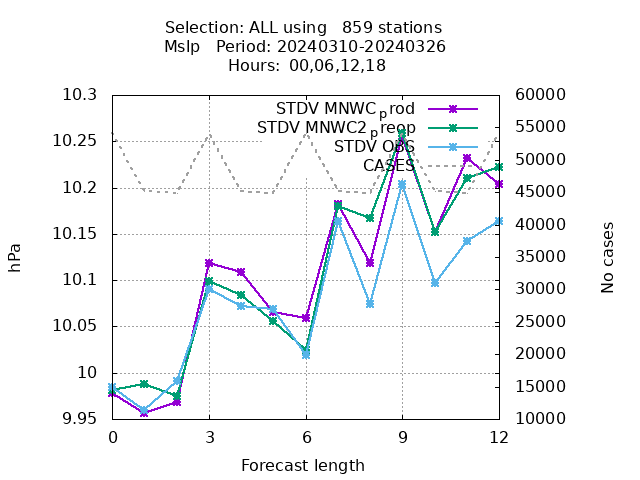 Selection: ALL using   859 stations
Mslp   Period: 20240310-20240326
Hours:  00,06,12,18
10.3
10.25
10.2
10.15
10.1
10.05
10
9.95
hPa
60000
55000
50000
45000
40000
35000
30000
25000
20000
15000
10000
No cases
STDV MNWCprod
STDV MNWC2preop
STDV OBS
CASES
0 3 6 9 12
Forecast length